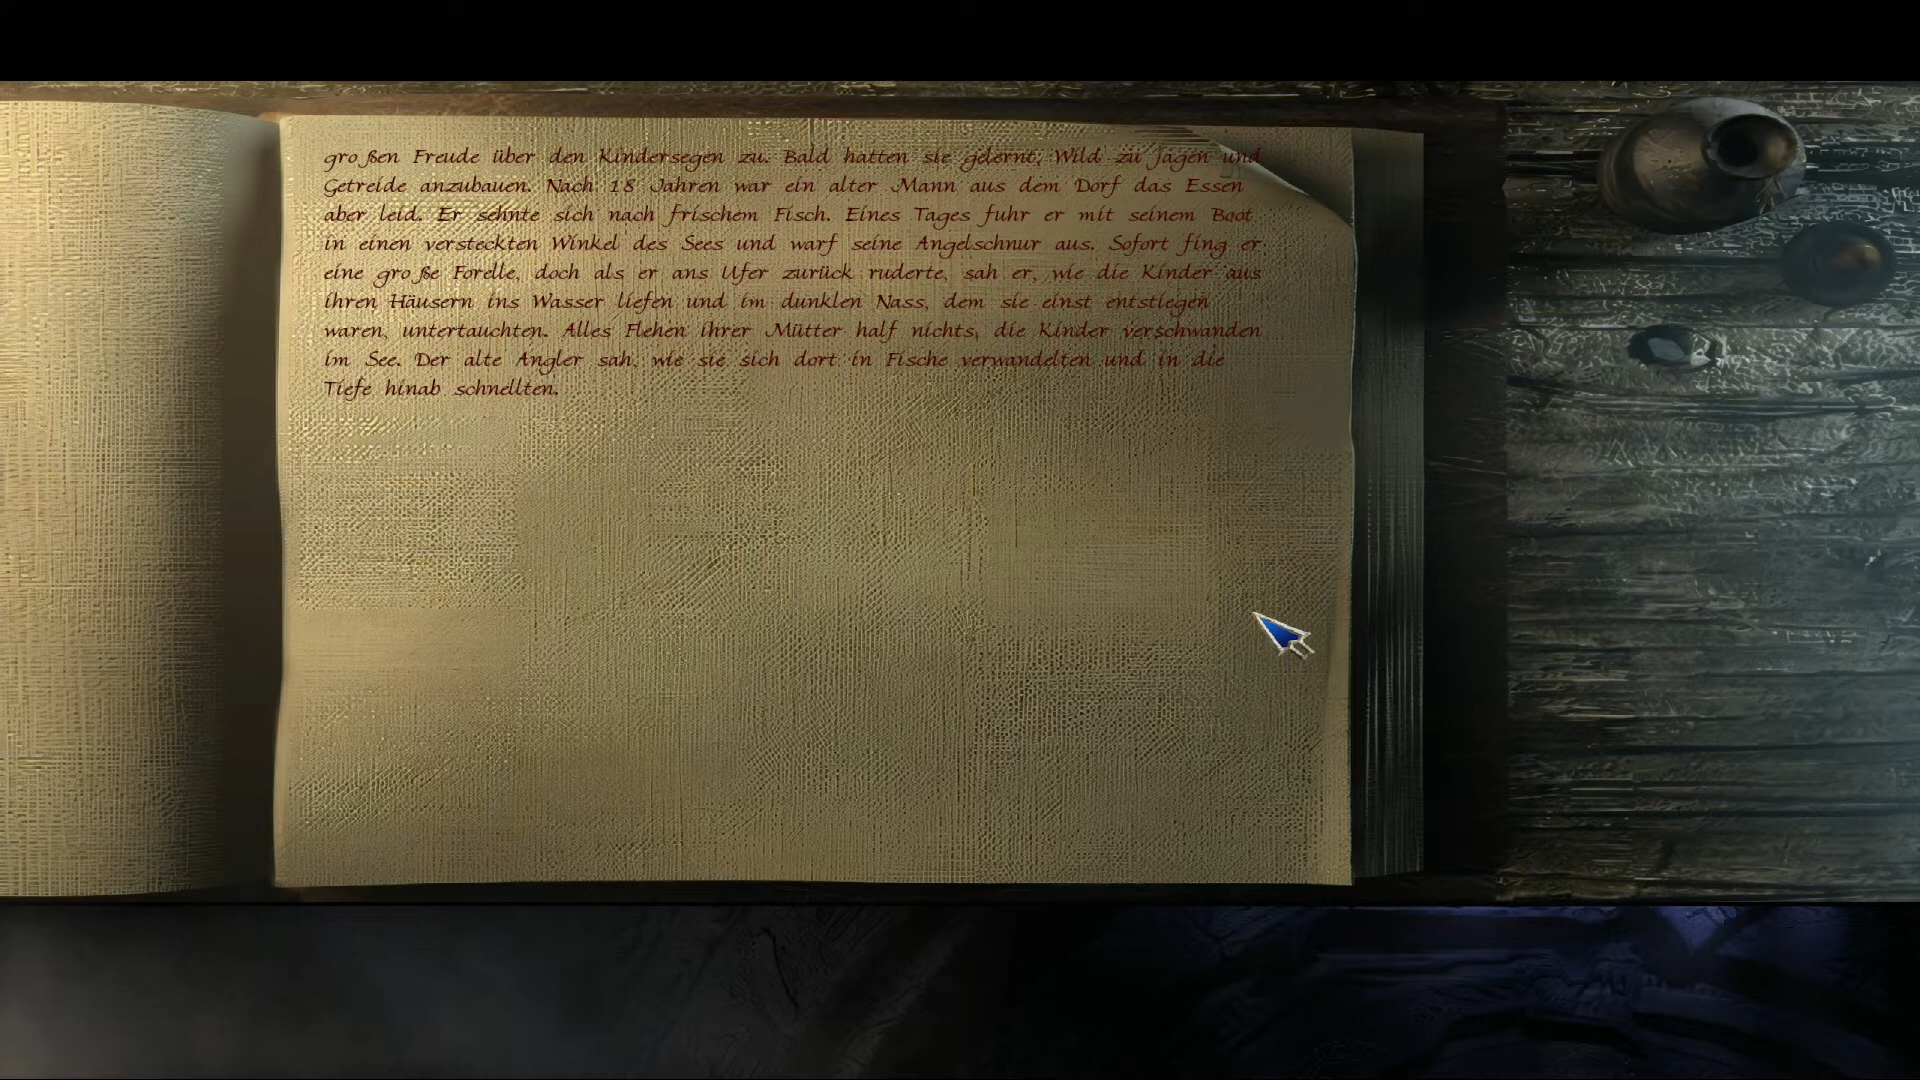 großen Freude über den Kindersegen zu. Bald hatten sie gelernt, Wild zu jagen und
Getreide anzubauen. Nach 18 Jahren war ein alter Mann aus dem Dorf das Essen
aber leid. Er sehnte sich nach frischem Fisch. Eines Tages fuhr er mit seinem Boot
in einen versteckten Winkel des Sees und warf seine Angelschnur aus. Sofort fing er
eine große Forelle, doch als er ans Ufer zurück ruderte, sah er, wie die Kinder aus
ihren Häusern ins Wasser liefen und im dunklen Nass, dem sie einst entstiegen
waren, untertauchten. Alles Flehen ihrer Mütter half nichts, die Kinder verschwanden
im See. Der alte Angler sah, wie sie sich dort in Fische verwandelten und in die
Tiefe hinab schnellten.